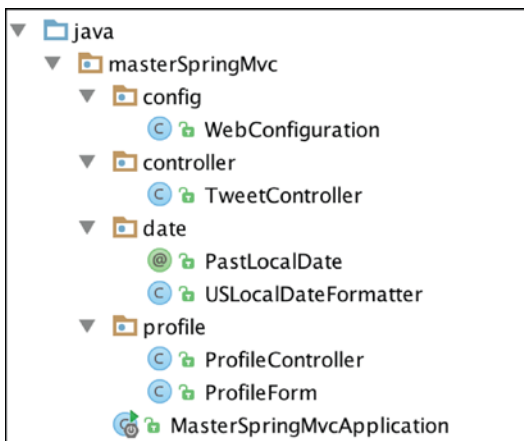 java
masterSpringMvc
config
C WebConfiguration
controller
C TweetController
date
@ PastLocalDate
C USLocalDateFormatter
profile
C ProfileController
C ProfileForm
C MasterSpringMvcApplication